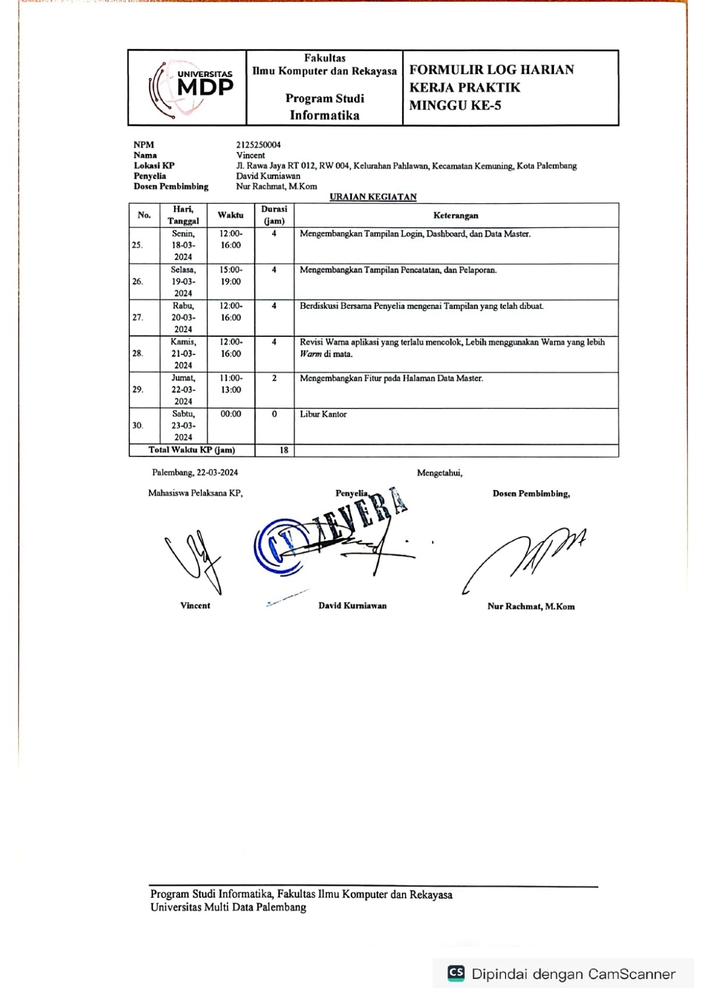 UNIVERSITAS
MDP
Fakultas
Ilmu Komputer dan Rekayasa
Program Studi
Informatika
FORMULIR LOG HARIAN
KERJA PRAKTIK
MINGGU KE-5
NPM 2125250004
Nama Vincent
Lokasi KP Jl. Rawa Jaya RT 012, RW 004, Kelurahan Pahlawan, Kecamatan Kemuning, Kota Palembang
Penyelia David Kurniawan
Dosen Pembimbing Nur Rachmat, M.Kom
URAIAN KEGIATAN
No. Hari, Tanggal Waktu Durasi (jam) Keterangan
25. Senin, 18-03-2024 12:00-16:00 4 Mengembangkan Tampilan Login, Dashboard, dan Data Master.
26. Selasa, 19-03-2024 15:00-19:00 4 Mengembangkan Tampilan Pencatatan, dan Pelaporan.
27. Rabu, 20-03-2024 12:00-16:00 4 Berdiskusi Bersama Penyelia mengenai Tampilan yang telah dibuat.
28. Kamis, 21-03-2024 12:00-16:00 4 Revisi Warna aplikasi yang terlalu mencolok, Lebih menggunakan Warna yang lebih
Warm di mata.
29. Jumat, 22-03-2024 11:00-13:00 2 Mengembangkan Fitur pada Halaman Data Master.
30. Sabtu, 23-03-2024 00:00 0 Libur Kantor
Total Waktu KP (jam) 18
Palembang, 22-03-2024 Mengetahui,
Mahasiswa Pelaksana KP, Penyelia, Dosen Pembimbing,
CV IEVERA
Vincent David Kurniawan Nur Rachmat, M.Kom
Program Studi Informatika, Fakultas Ilmu Komputer dan Rekayasa
Universitas Multi Data Palembang
CS Dipindai dengan CamScanner